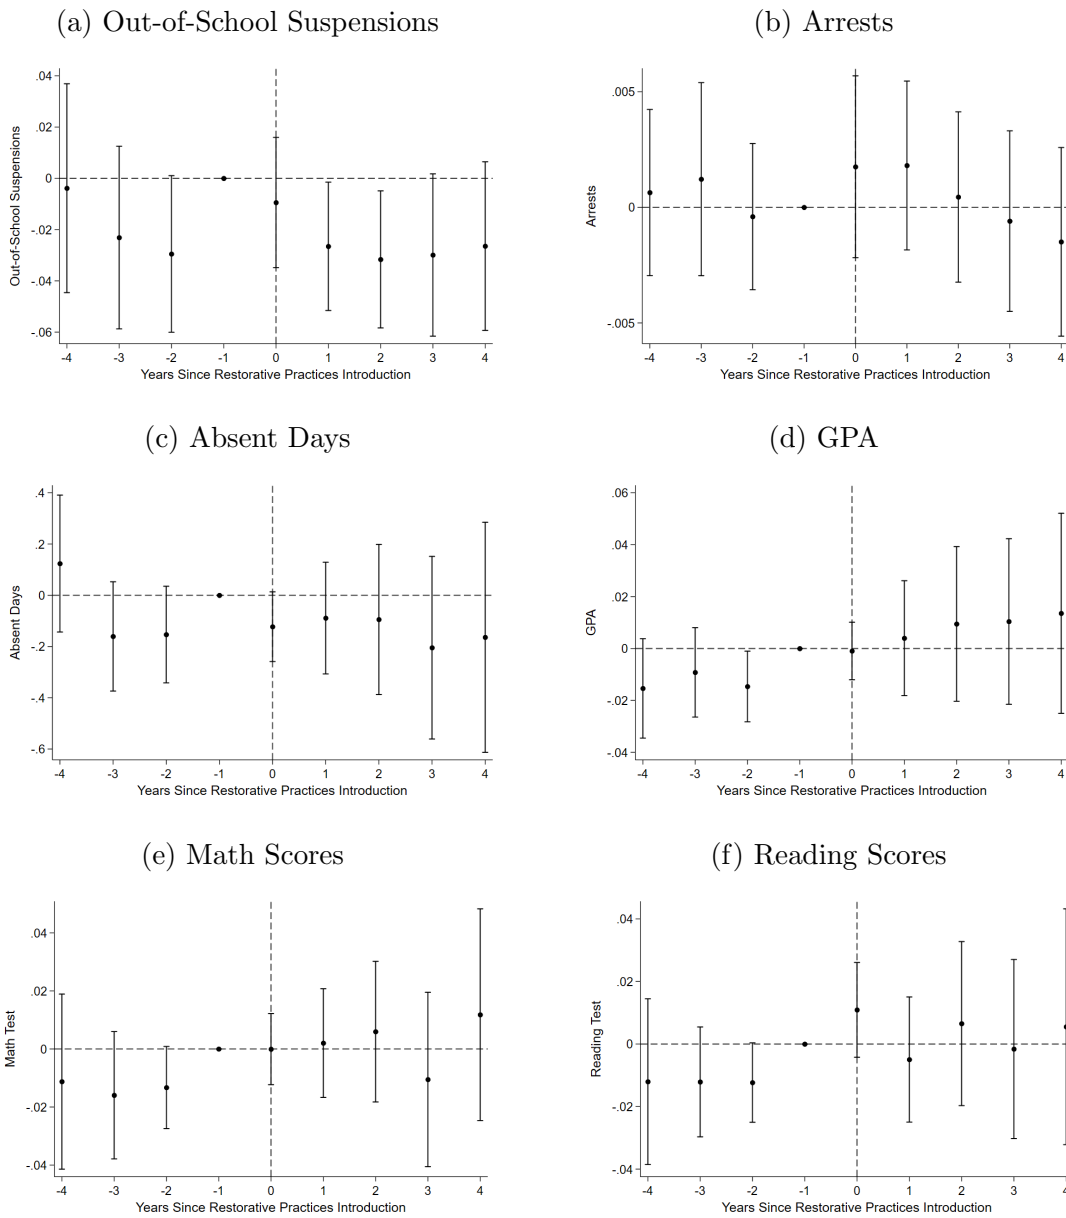 (a) Out-of-School Suspensions
.04
.02
0
-.02
-.04
-.06
Out-of-School Suspensions
-4 -3 -2 -1 0 1 2 3 4
Years Since Restorative Practices Introduction
(b) Arrests
.005
0
-.005
Arrests
-4 -3 -2 -1 0 1 2 3 4
Years Since Restorative Practices Introduction
(c) Absent Days
.4
.2
0
-.2
-.4
-.6
Absent Days
-4 -3 -2 -1 0 1 2 3 4
Years Since Restorative Practices Introduction
(d) GPA
.06
.04
.02
0
-.02
-.04
GPA
-4 -3 -2 -1 0 1 2 3 4
Years Since Restorative Practices Introduction
(e) Math Scores
.04
.02
0
-.02
-.04
Math Test
-4 -3 -2 -1 0 1 2 3 4
Years Since Restorative Practices Introduction
(f) Reading Scores
.04
.02
0
-.02
-.04
Reading Test
-4 -3 -2 -1 0 1 2 3 4
Years Since Restorative Practices Introduction